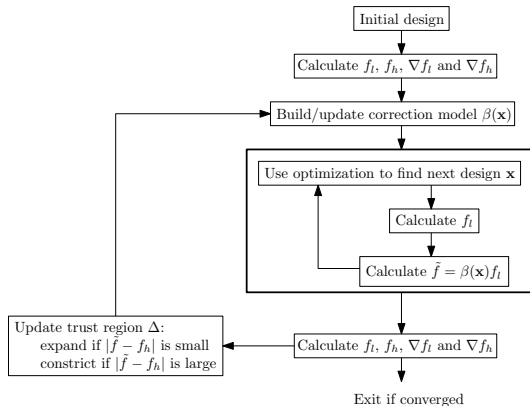 Initial design
Calculate f_l, f_h, ∇f_l and ∇f_h
Build/update correction model β(x)
Use optimization to find next design x
Calculate f_l
Calculate f̃ = β(x)f_l
Update trust region Δ:
expand if |f̃ − f_h| is small
constrict if |f̃ − f_h| is large
Calculate f_l, f_h, ∇f_l and ∇f_h
Exit if converged